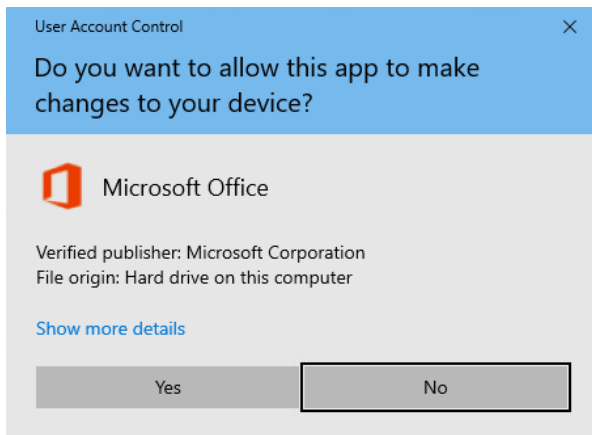 User Account Control
Do you want to allow this app to make
changes to your device?
Microsoft Office
Verified publisher: Microsoft Corporation
File origin: Hard drive on this computer
Show more details
Yes
No